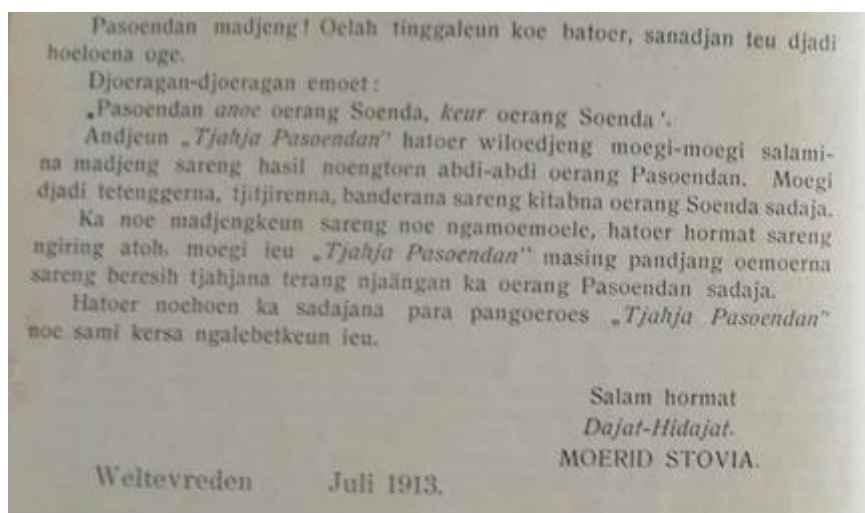 Pasoendan madjeng! Oelah tinggaleun koe batoer, sanadjan teu djadi
hoeloena oge.
Djoeragan-djoeragan emoet:
„Pasoendan anoe oerang Soenda, keur oerang Soenda‘.
Andjeun „Tjahja Pasoendan” hatoer wiloedjeng moegi-moegi salami-
na madjeng sareng hasil noengtoen abdi-abdi oerang Pasoendan. Moegi
djadi tetenggerna, tjitjirenna, banderana sareng kitabna oerang Soenda sadaja.
Ka noe madjengkeun sareng noe ngamoemoele, hatoer hormat sareng
ngiring atoh, moegi ieu „Tjahja Pasoendan” masing pandjang oemoerna
sareng beresih tjahjana terang njaängan ka oerang Pasoendan sadaja.
Hatoer noehoen ka sadajana para pangoeroes „Tjahja Pasoendan”
noe sami kersa ngalebetkeun ieu.
Salam hormat
Dajat-Hidajat.
MOERID STOVIA.
Weltevreden Juli 1913.